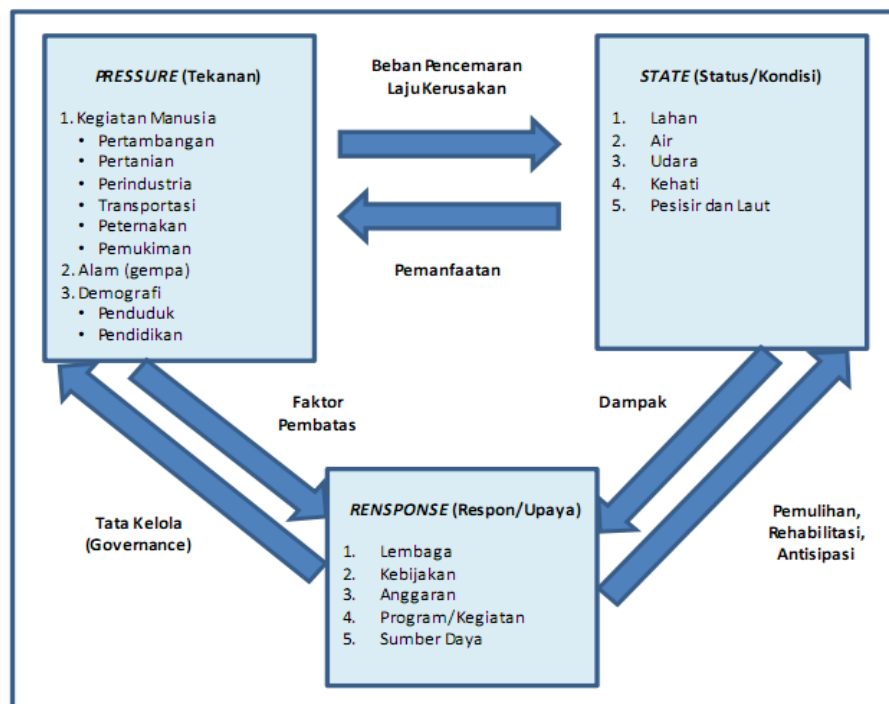 PRESSURE (Tekanan)
1. Kegiatan Manusia
• Pertambangan
• Pertanian
• Perindustria
• Transportasi
• Peternakan
• Pemukiman
2. Alam (gempa)
3. Demografi
• Penduduk
• Pendidikan
Beban Pencemaran
Laju Kerusakan
Pemanfaatan
STATE (Status/Kondisi)
1. Lahan
2. Air
3. Udara
4. Kehati
5. Pesisir dan Laut
Faktor
Pembatas
Dampak
Tata Kelola
(Governance)
RENSPONSE (Respon/Upaya)
1. Lembaga
2. Kebijakan
3. Anggaran
4. Program/Kegiatan
5. Sumber Daya
Pemulihan,
Rehabilitasi,
Antisipasi